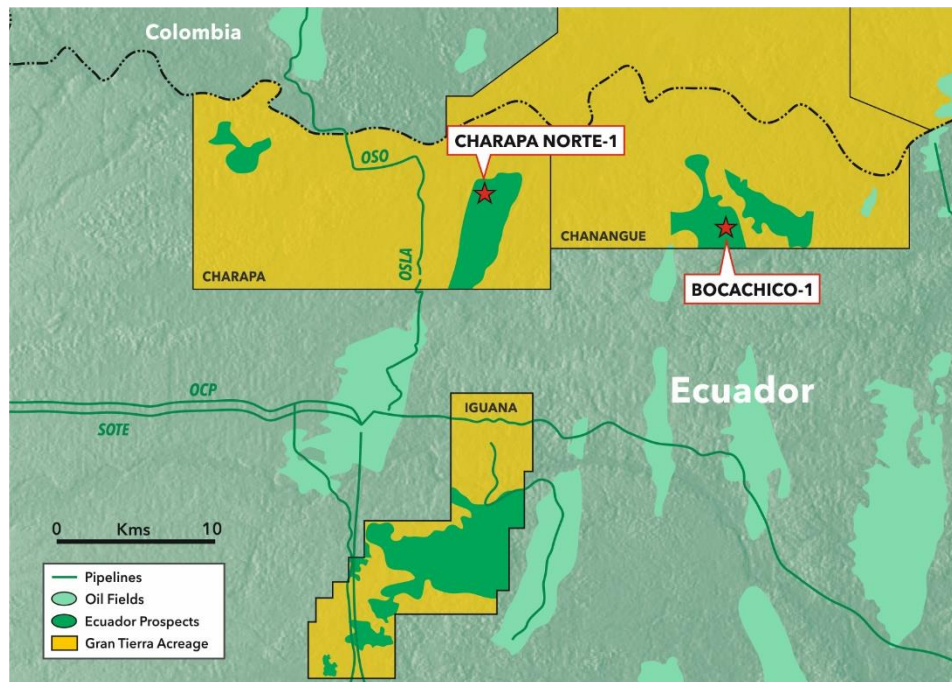 Colombia
CHARAPA NORTE-1
OSO
CHANANGUE
OSLA
CHARAPA
BOCACHICO-1
Ecuador
OCP
IGUANA
SOTE
0 Kms 10
Pipelines
Oil Fields
Ecuador Prospects
Gran Tierra Acreage